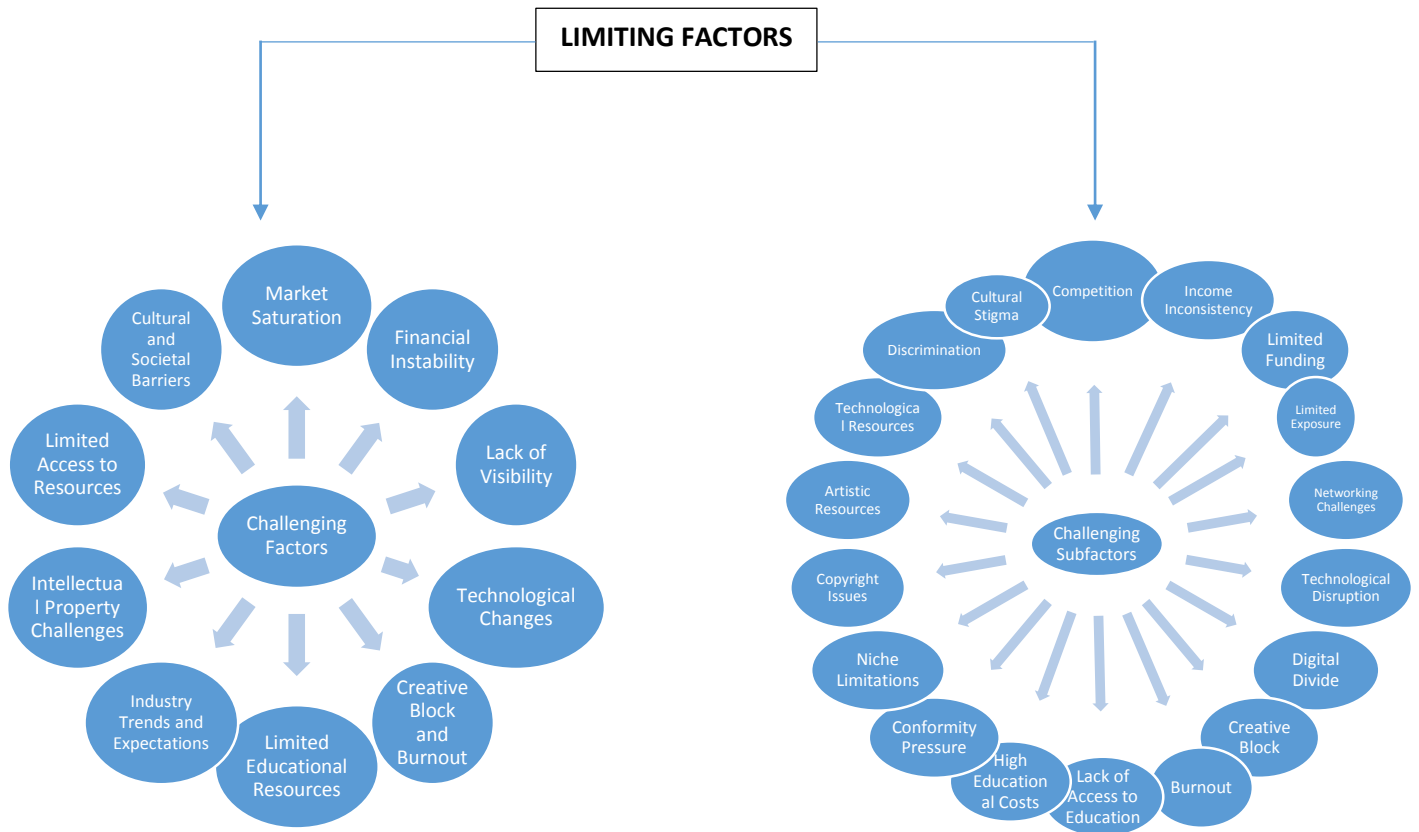 LIMITING FACTORS
Market
Saturation
Financial
Instability
Lack of
Visibility
Technological
Changes
Creative
Block
and
Burnout
Limited
Educational
Resources
Industry
Trends and
Expectations
Intellectua
l Property
Challenges
Limited
Access to
Resources
Cultural
and
Societal
Barriers
Challenging
Factors
Competition
Income
Inconsistency
Limited
Funding
Limited
Exposure
Networking
Challenges
Technological
Disruption
Digital
Divide
Creative
Block
Burnout
Lack of
Access to
Education
High
Education
al Costs
Conformity
Pressure
Niche
Limitations
Copyright
Issues
Artistic
Resources
Technologica
l Resources
Discrimination
Cultural
Stigma
Challenging
Subfactors